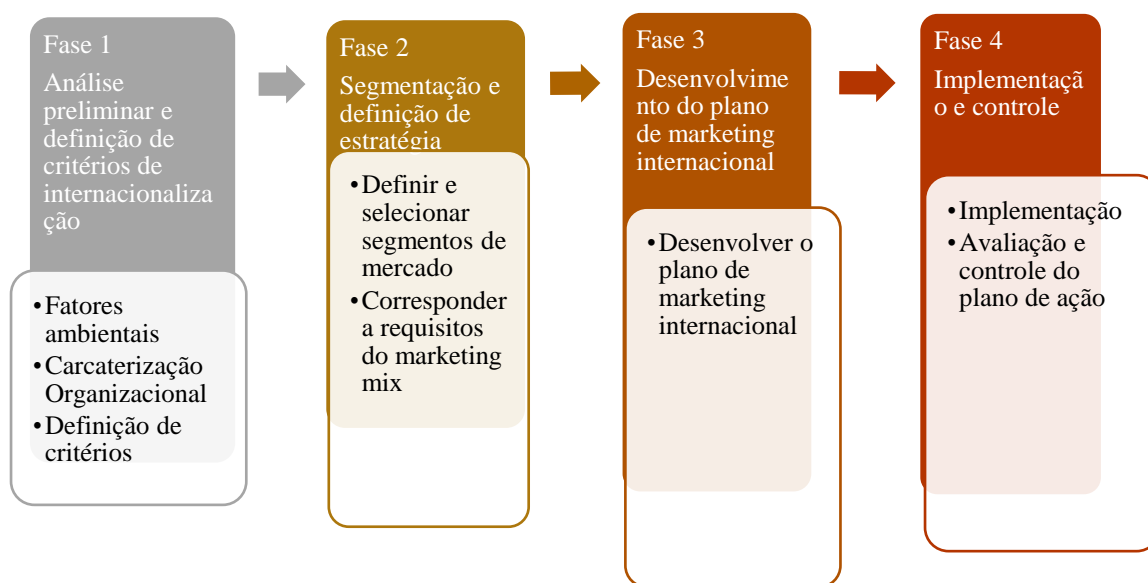 Fase 1
Análise
preliminar e
definição de
critérios de
internacionaliza
ção
•Fatores
ambientais
•Carcaterização
Organizacional
•Definição de
critérios
Fase 2
Segmentação e
definição de
estratégia
•Definir e
selecionar
segmentos de
mercado
•Corresponder
a requisitos
do marketing
mix
Fase 3
Desenvolvime
nto do plano
de marketing
internacional
•Desenvolver o
plano de
marketing
internacional
Fase 4
Implementaçã
o e controle
•Implementação
•Avaliação e
controle do
plano de ação